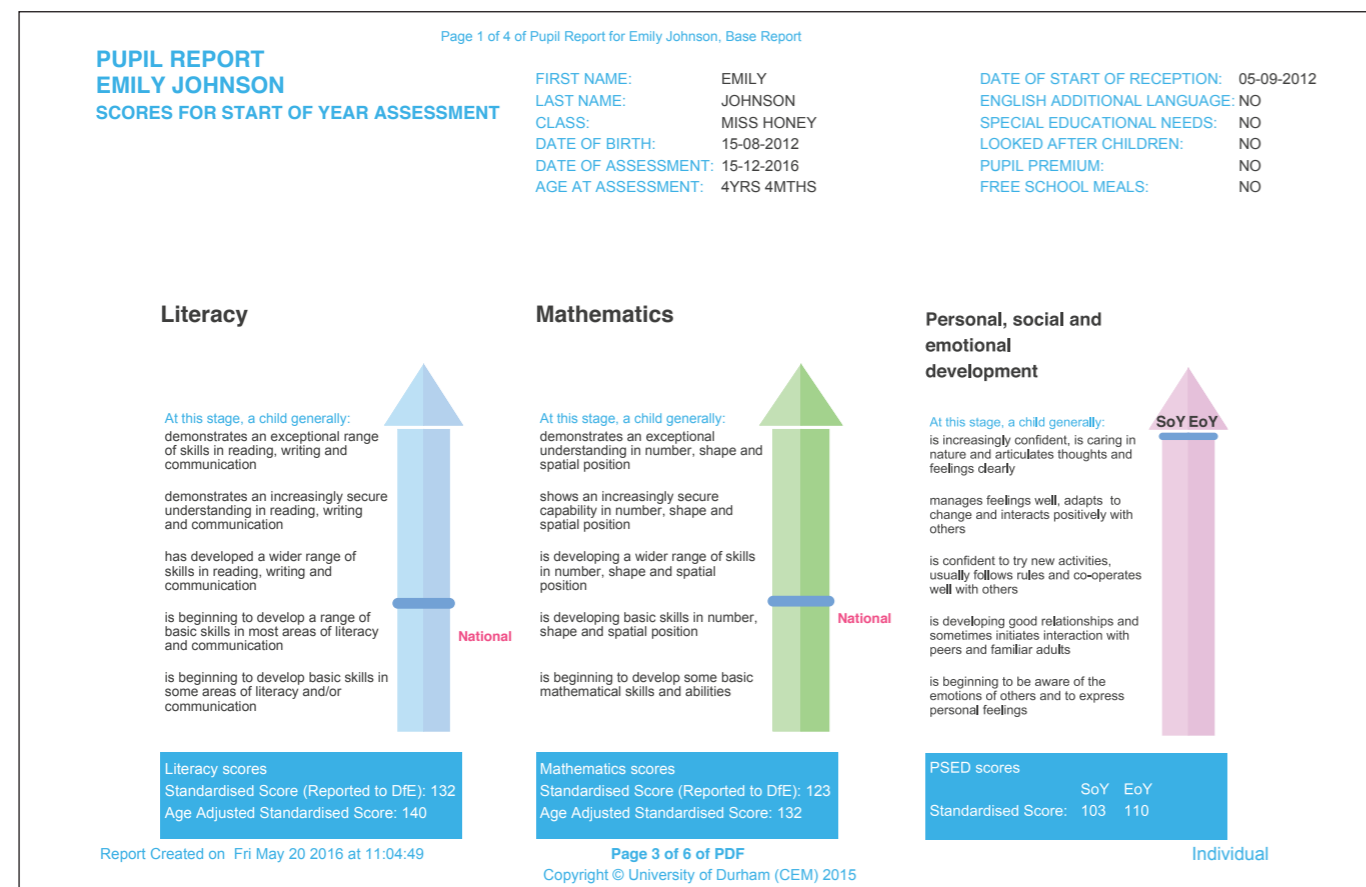 Page 1 of 4 of Pupil Report for Emily Johnson, Base Report
PUPIL REPORT
EMILY JOHNSON
SCORES FOR START OF YEAR ASSESSMENT
FIRST NAME: EMILY
LAST NAME: JOHNSON
CLASS: MISS HONEY
DATE OF BIRTH: 15-08-2012
DATE OF ASSESSMENT: 15-12-2016
AGE AT ASSESSMENT: 4YRS 4MTHS
DATE OF START OF RECEPTION: 05-09-2012
ENGLISH ADDITIONAL LANGUAGE: NO
SPECIAL EDUCATIONAL NEEDS: NO
LOOKED AFTER CHILDREN: NO
PUPIL PREMIUM: NO
FREE SCHOOL MEALS: NO
Literacy
At this stage, a child generally:
demonstrates an exceptional range
of skills in reading, writing and
communication
demonstrates an increasingly secure
understanding in reading, writing
and communication
has developed a wider range of
skills in reading, writing and
communication
is beginning to develop a range of
basic skills in most areas of literacy
and communication
National
is beginning to develop basic skills in
some areas of literacy and/or
communication
Literacy scores
Standardised Score (Reported to DfE): 132
Age Adjusted Standardised Score: 140
Mathematics
At this stage, a child generally:
demonstrates an exceptional
understanding in number, shape and
spatial position
shows an increasingly secure
capability in number, shape and
spatial position
is developing a wider range of skills
in number, shape and spatial
position
is developing basic skills in number,
shape and spatial position
National
is beginning to develop some basic
mathematical skills and abilities
Mathematics scores
Standardised Score (Reported to DfE): 123
Age Adjusted Standardised Score: 132
Personal, social and
emotional
development
At this stage, a child generally:
SoY EoY
is increasingly confident, is caring in
nature and articulates thoughts and
feelings clearly
manages feelings well, adapts to
change and interacts positively with
others
is confident to try new activities,
usually follows rules and co-operates
well with others
is developing good relationships and
sometimes initiates interaction with
peers and familiar adults
is beginning to be aware of the
emotions of others and to express
personal feelings
PSED scores
SoY EoY
Standardised Score: 103 110
Report Created on Fri May 20 2016 at 11:04:49
Page 3 of 6 of PDF
Individual
Copyright © University of Durham (CEM) 2015